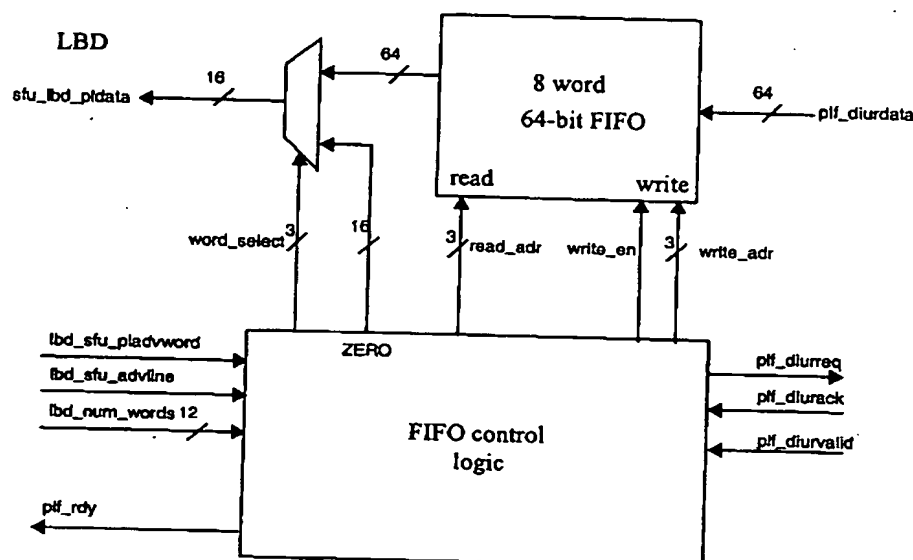 LBD
64
16
8 word
64
sfu_lbd_pldata
64-bit FIFO
plf_diurdata
read
write
3
16
word_select
3
read_adr
write_en
3
write_adr
lbd_sfu_pladvword
ZERO
plf_diurreq
lbd_sfu_advline
plf_diurack
lbd_num_words 12
FIFO control
plf_diurvalid
logic
plf_rdy